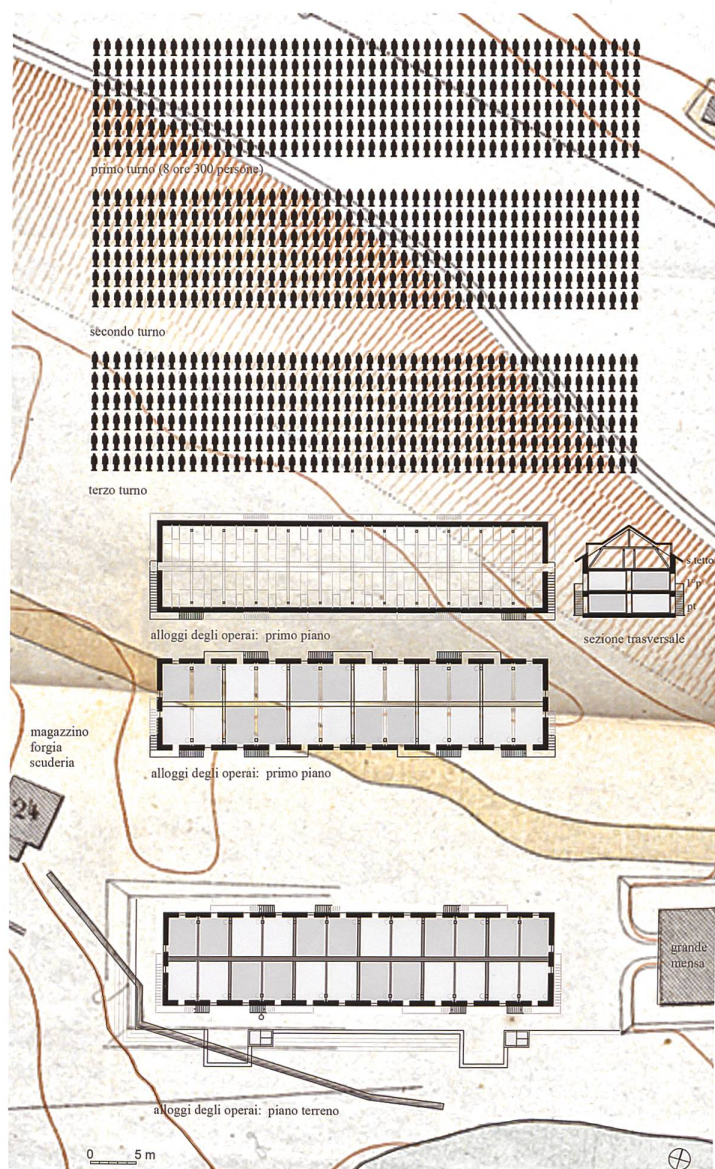 primo turno (8 ore 300 persone)
secondo turno
terzo turno
s.tetto
1°p
pt
alloggi degli operai: primo piano
sezione trasversale
magazzino
forgia
scuderia
alloggi degli operai: primo piano
24
grande
mensa
alloggi degli operai: piano terreno
0 5 m